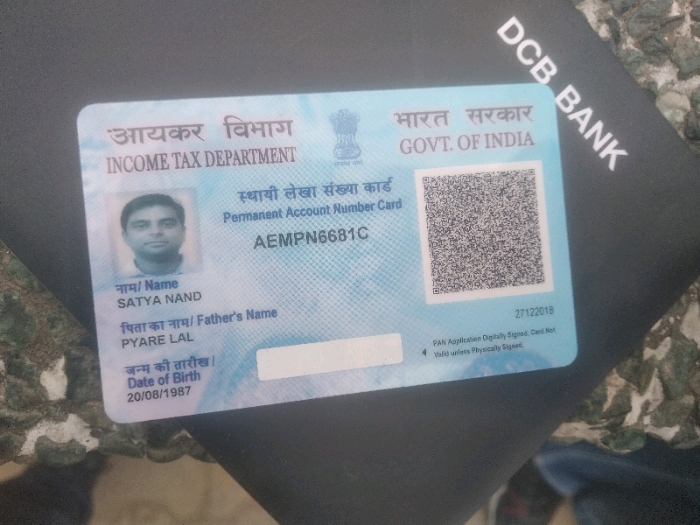 DCB BANK
आयकर विभाग
INCOME TAX DEPARTMENT
भारत सरकार
GOVT. OF INDIA
स्थायी लेखा संख्या कार्ड
Permanent Account Number Card
AEMPN6681C
नाम/ Name
SATYA NAND
पिता का नाम/ Father's Name
PYARE LAL
जन्म की तारीख/
Date of Birth
20/08/1987
27122018
PAN Application Digitally Signed, Card Not
Valid unless Physically Signed.